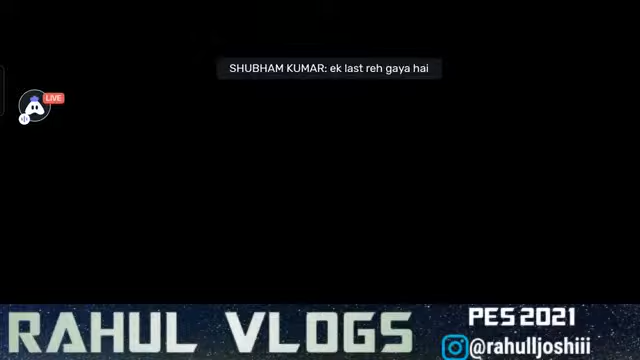 SHUBHAM KUMAR: ek last reh gaya hai
LIVE
RAHUL VLOGS
PES 2021
@rahulljoshiii